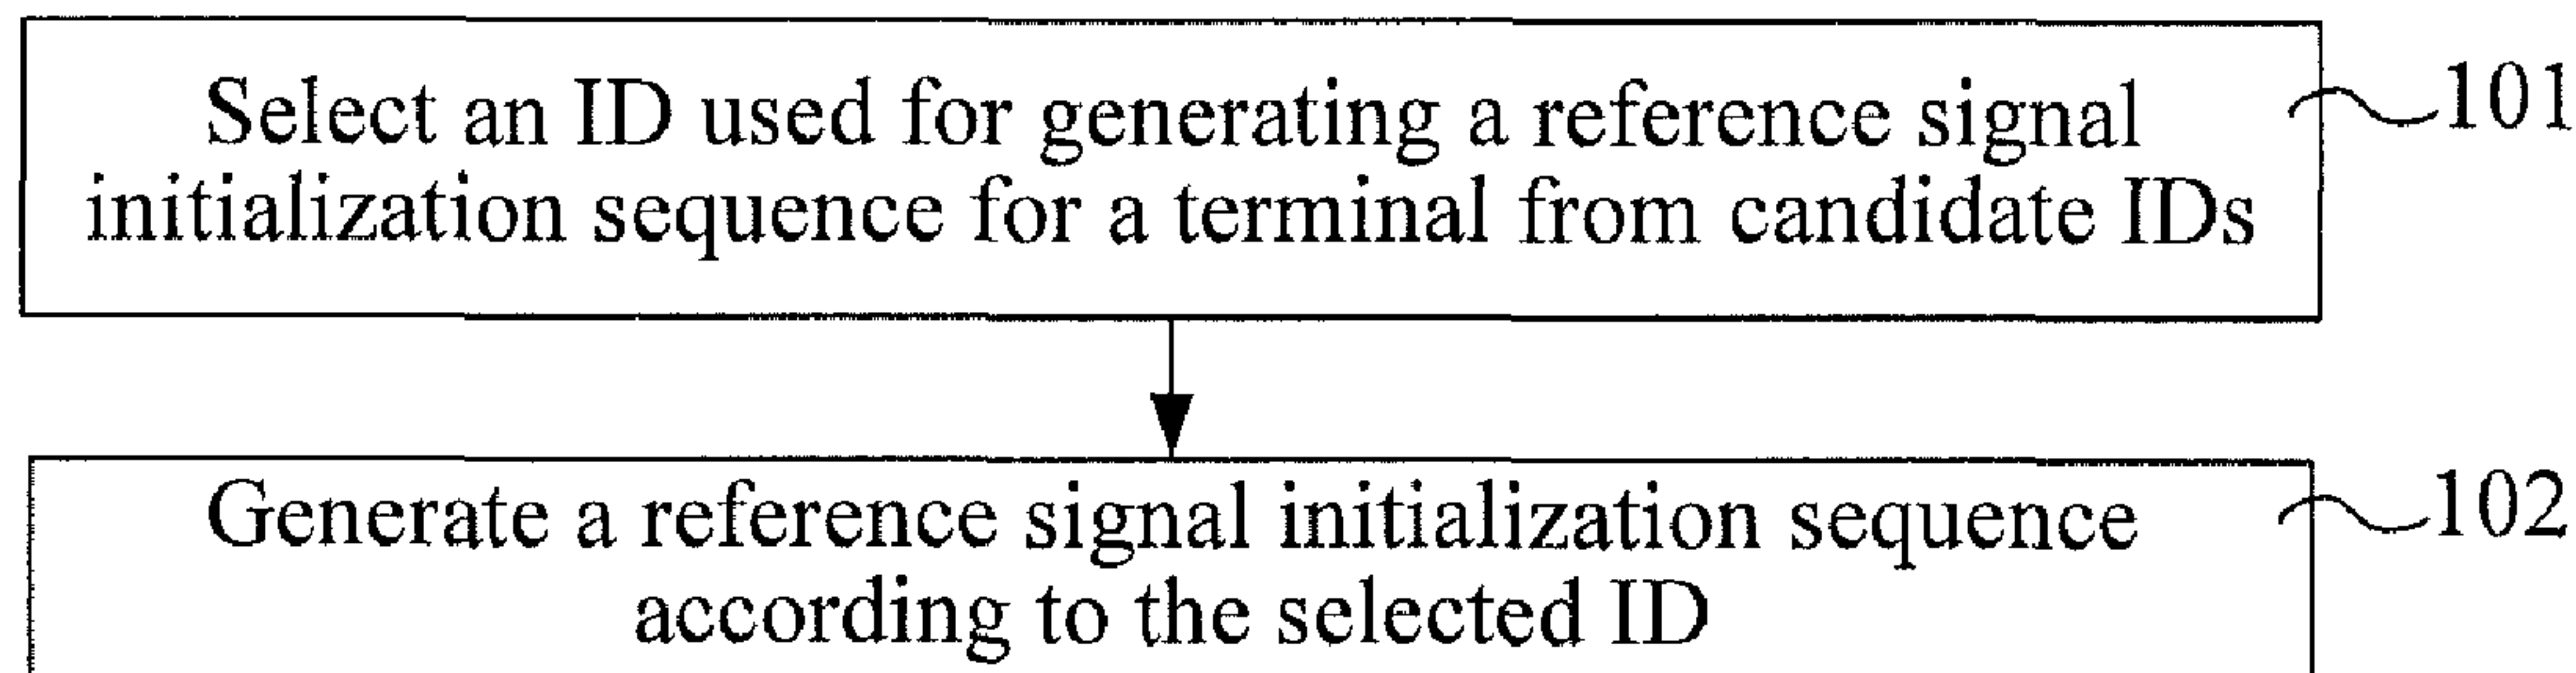 Select an ID used for generating a reference signal
101
initialization sequence for a terminal from candidate IDs
Generate a reference signal initialization sequence
102
according to the selected ID